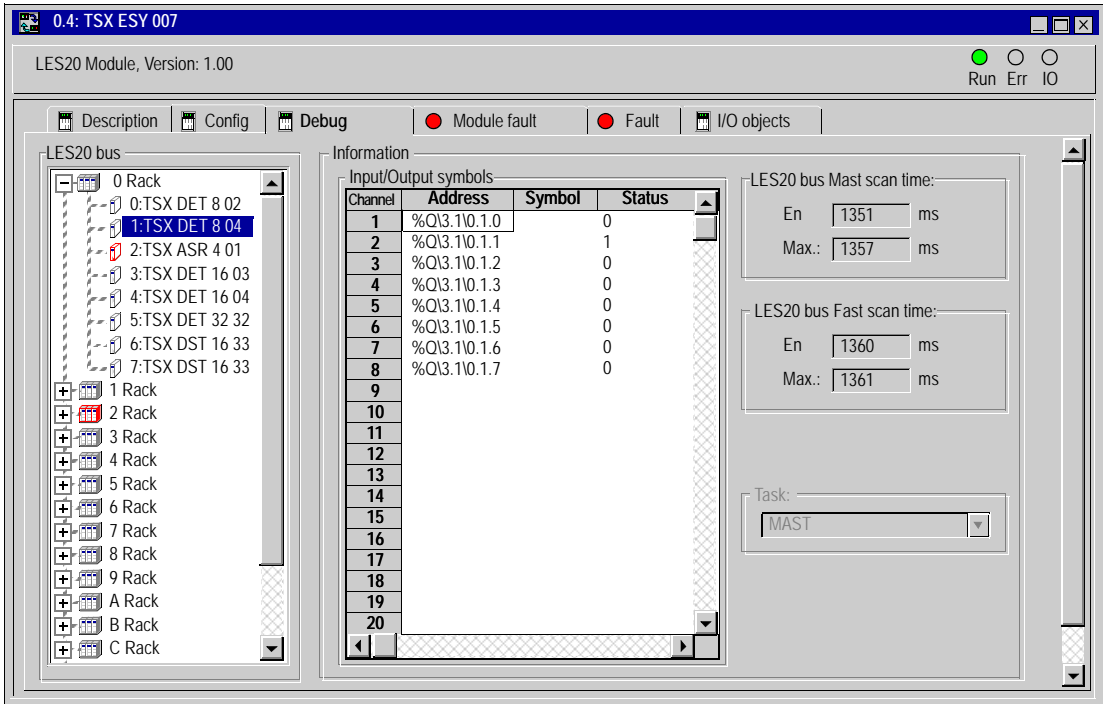 0.4: TSX ESY 007
LES20 Module, Version: 1.00
Run Err IO
Description Config Debug Module fault Fault I/O objects
LES20 bus
0 Rack
0:TSX DET 8 02
1:TSX DET 8 04
2:TSX ASR 4 01
3:TSX DET 16 03
4:TSX DET 16 04
5:TSX DET 32 32
6:TSX DST 16 33
7:TSX DST 16 33
1 Rack
2 Rack
3 Rack
4 Rack
5 Rack
6 Rack
7 Rack
8 Rack
9 Rack
A Rack
B Rack
C Rack
Information
Input/Output symbols
Channel Address Symbol Status
1 %Q\3.1\0.1.0 0
2 %Q\3.1\0.1.1 1
3 %Q\3.1\0.1.2 0
4 %Q\3.1\0.1.3 0
5 %Q\3.1\0.1.4 0
6 %Q\3.1\0.1.5 0
7 %Q\3.1\0.1.6 0
8 %Q\3.1\0.1.7 0
9
10
11
12
13
14
15
16
17
18
19
20
LES20 bus Mast scan time:
En 1351 ms
Max.: 1357 ms
LES20 bus Fast scan time:
En 1360 ms
Max.: 1361 ms
Task:
MAST